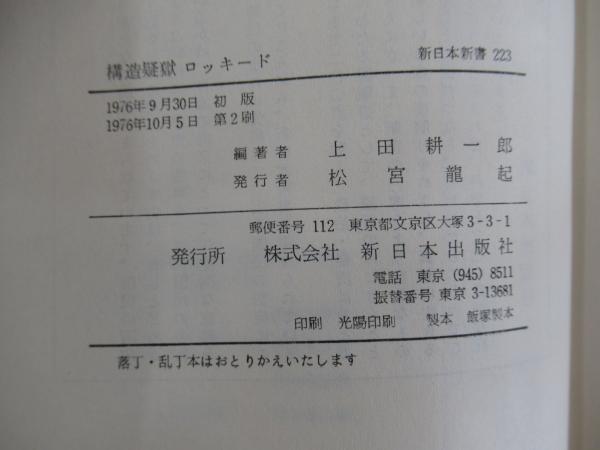 構造疑獄 ロッキード 新日本新書 223
1976年9月30日 初版
1976年10月5日 第2刷
編著者 上田耕一郎
発行者 松宮龍起
郵便番号 112 東京都文京区大塚3-3-1
発行所 株式会社 新日本出版社
電話 東京 (945) 8511
振替番号 東京 3-13681
印刷 光陽印刷 製本 飯塚製本
落丁・乱丁本はおとりかえいたします